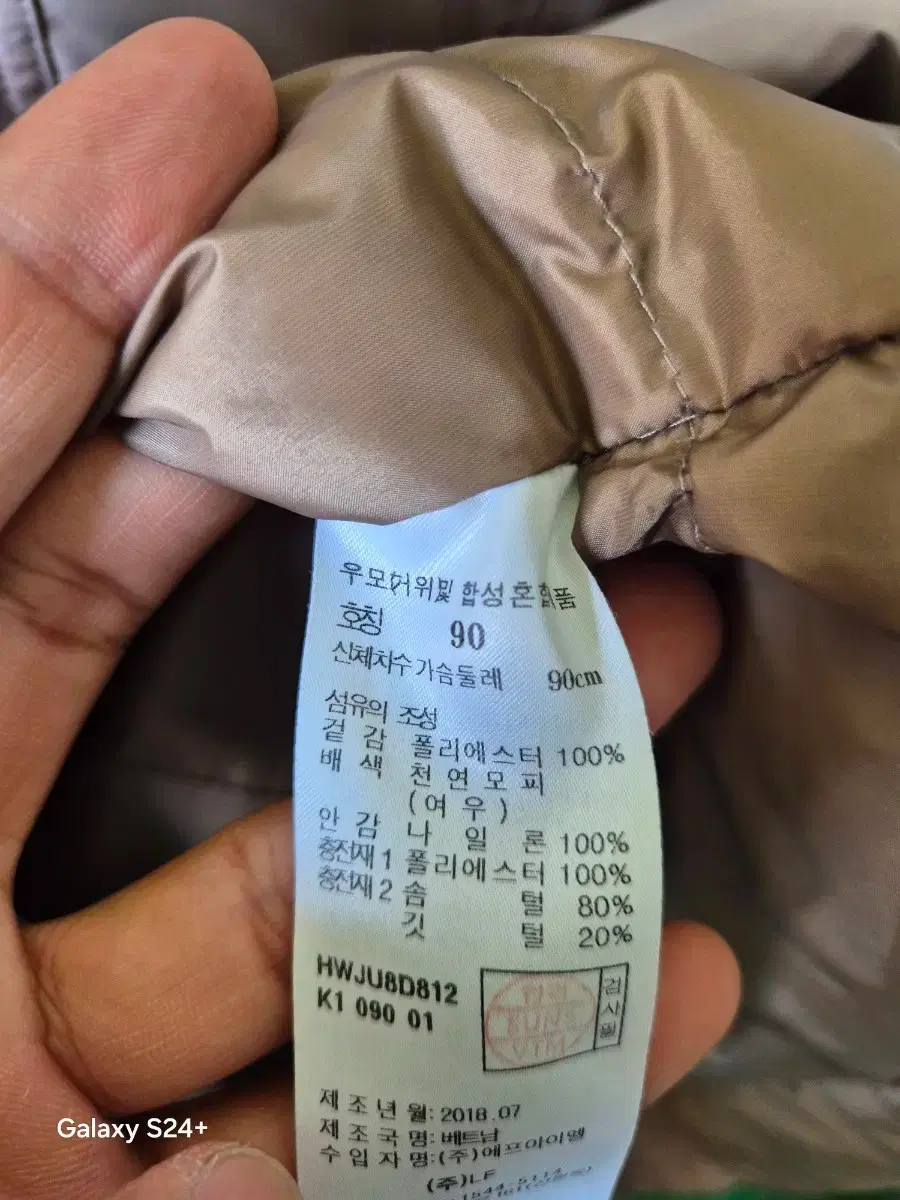 우모(거위)및 합성 혼합품
호칭 90
신체치수 가슴둘레 90cm
섬유의 조성
겉감 폴리에스터 100%
배색 천연모피
(여우)
안감 나일론 100%
충전재1 폴리에스터 100%
충전재2 솜털 80%
깃털 20%
HWJU8D812
K1 090 01
검사필
VTM
제조년월: 2018.07
제조국명: 베트남
수입자명:(주)에프아이엘
(주)LF
1544-5114
Galaxy S24+